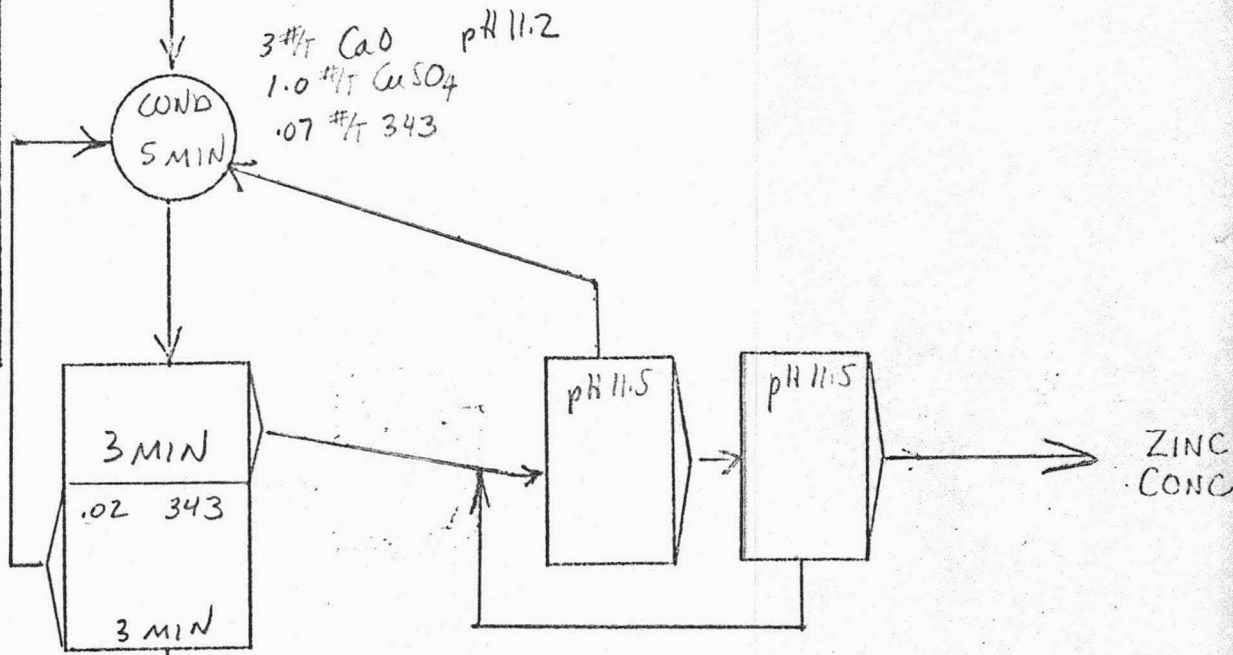 3 #/T CaO pH 11.2
1.0 #/T CuSO4
.07 #/T 343
COND
5 MIN
3 MIN
.02 343
3 MIN
pH 11.5
pH 11.5
ZINC
CONC